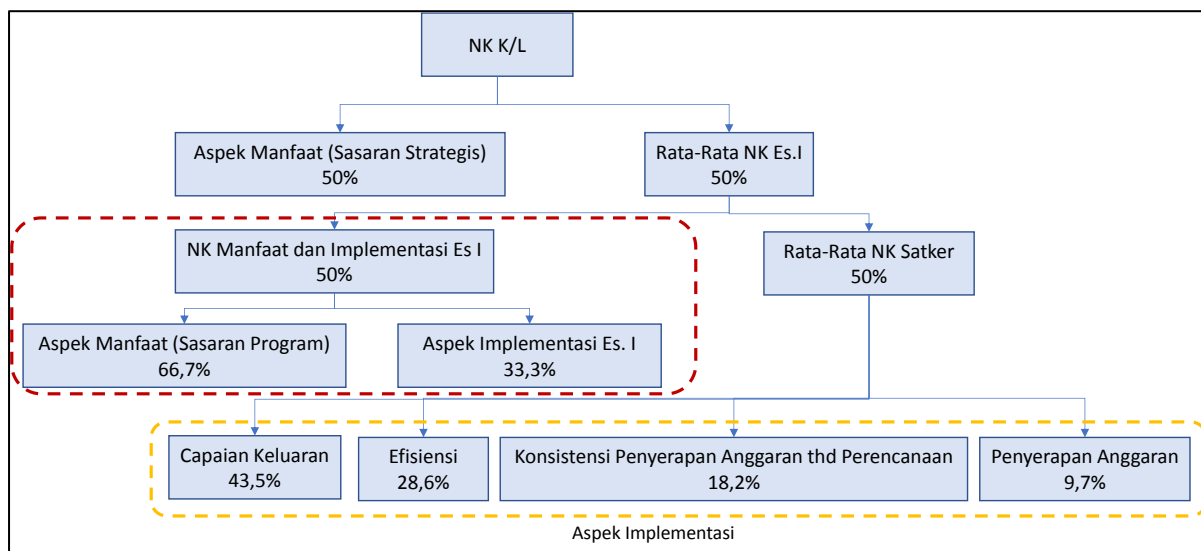 NK K/L
Aspek Manfaat (Sasaran Strategis)
50%
Rata-Rata NK Es.I
50%
NK Manfaat dan Implementasi Es I
50%
Rata-Rata NK Satker
50%
Aspek Manfaat (Sasaran Program)
66,7%
Aspek Implementasi Es. I
33,3%
Capaian Keluaran
43,5%
Efisiensi
28,6%
Konsistensi Penyerapan Anggaran thd Perencanaan
18,2%
Penyerapan Anggaran
9,7%
Aspek Implementasi